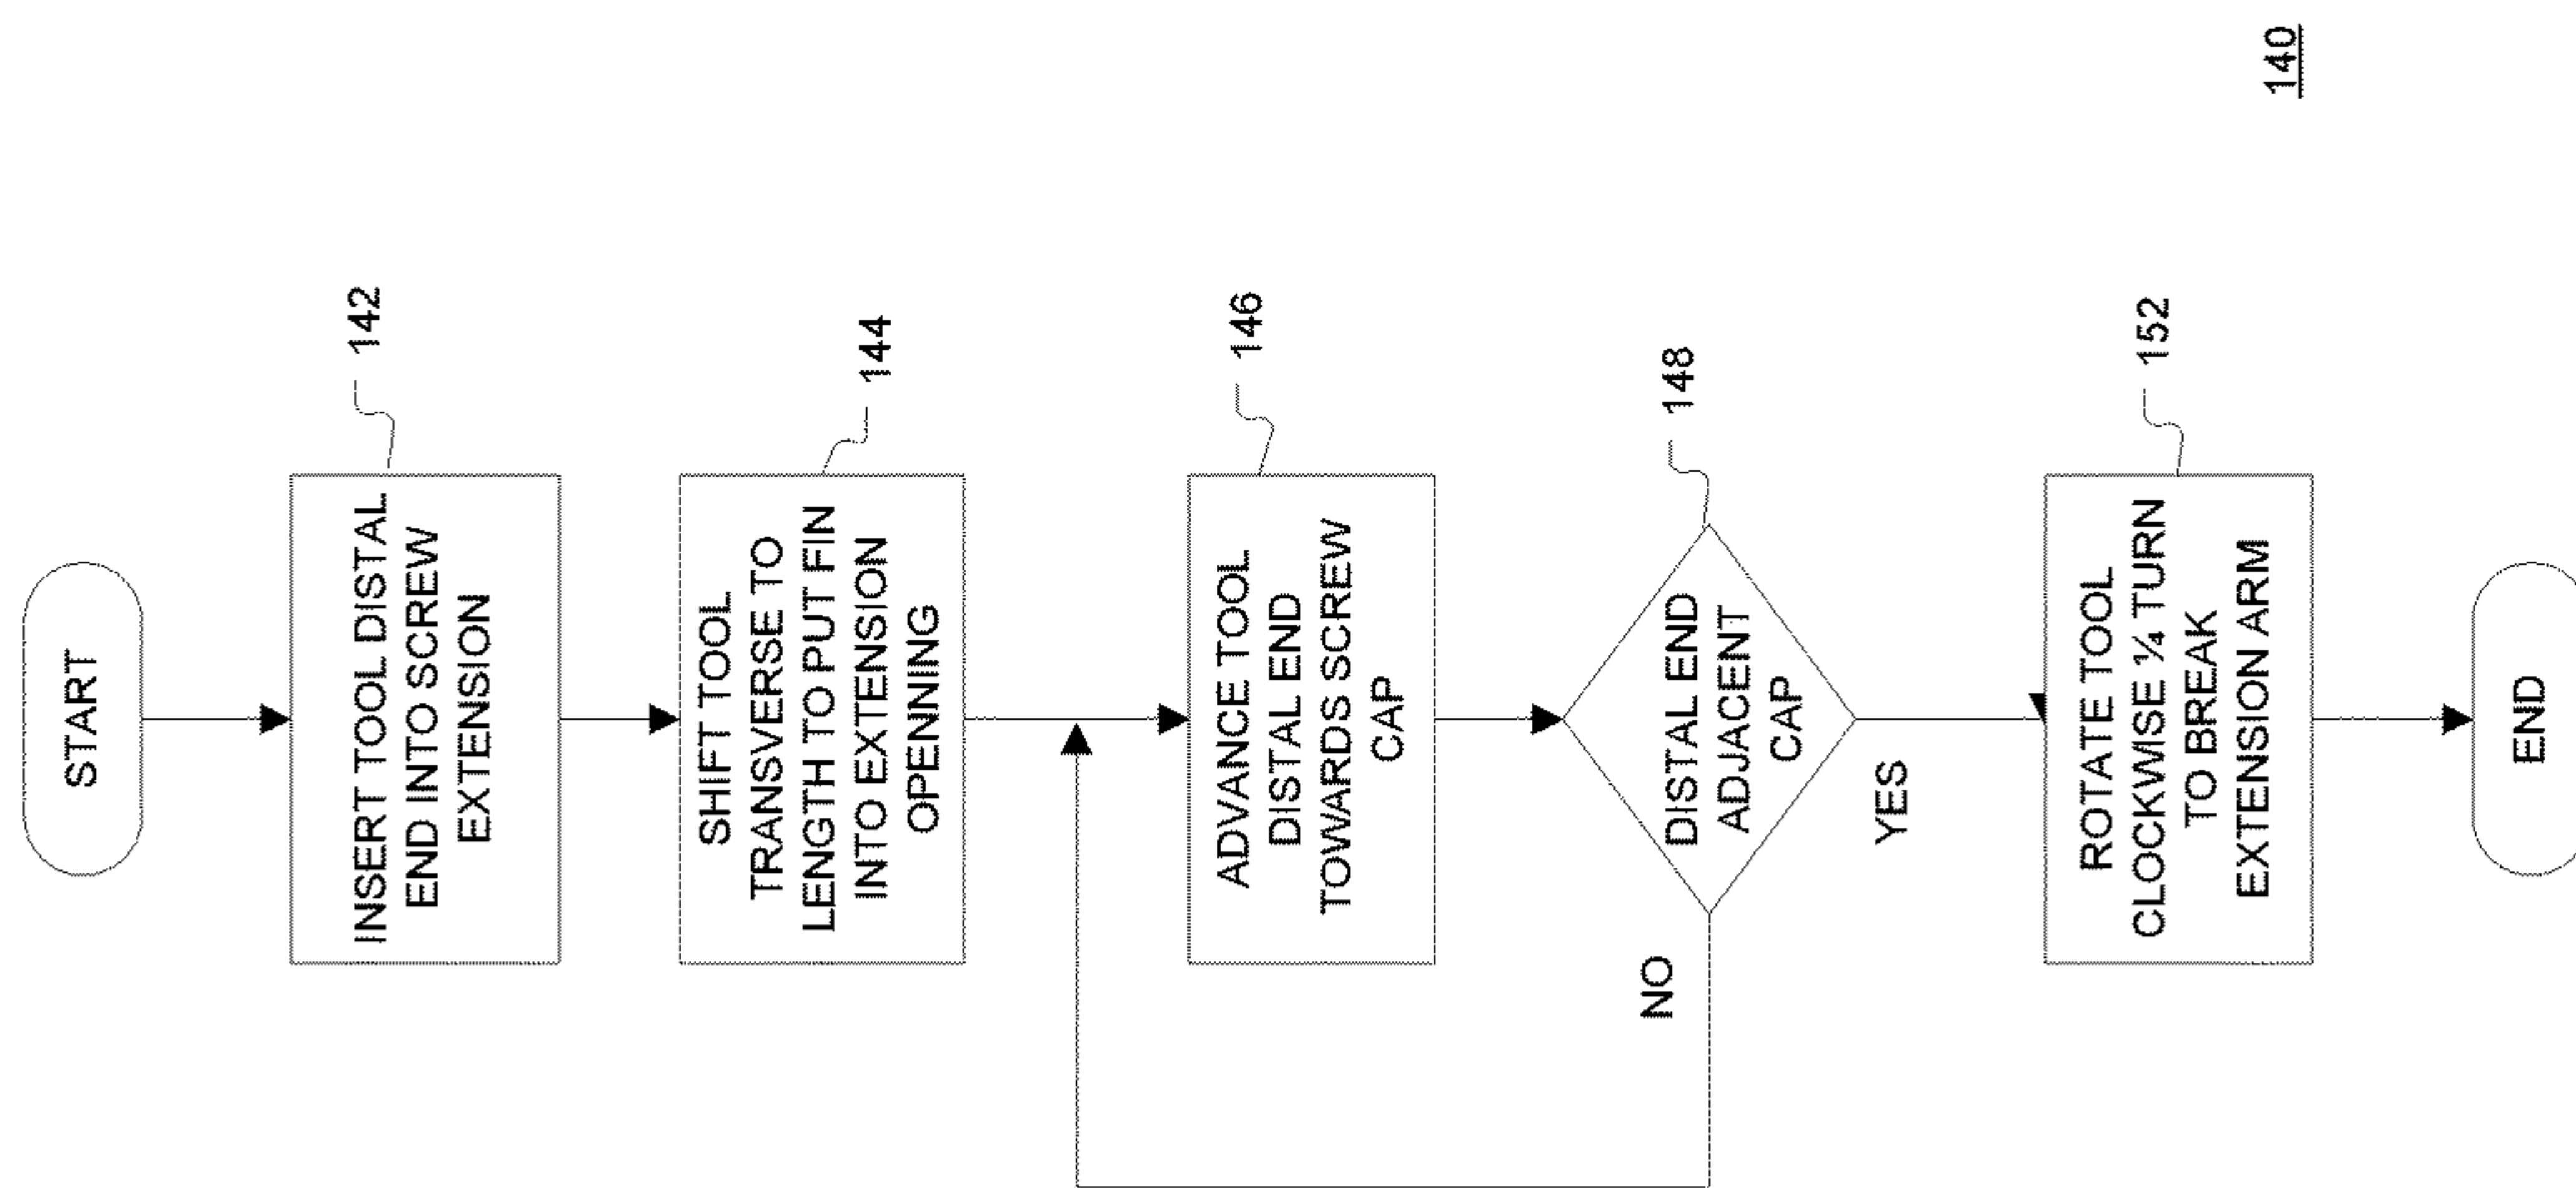 START
INSERT TOOL DISTAL
END INTO SCREW
EXTENSION
142
SHIFT TOOL
TRANSVERSE TO
LENGTH TO PUT FIN
INTO EXTENSION
OPENNING
144
ADVANCE TOOL
DISTAL END
TOWARDS SCREW
CAP
146
DISTAL END
ADJACENT
CAP
148
NO
YES
ROTATE TOOL
CLOCKWISE ¼ TURN
TO BREAK
EXTENSION ARM
152
END
140